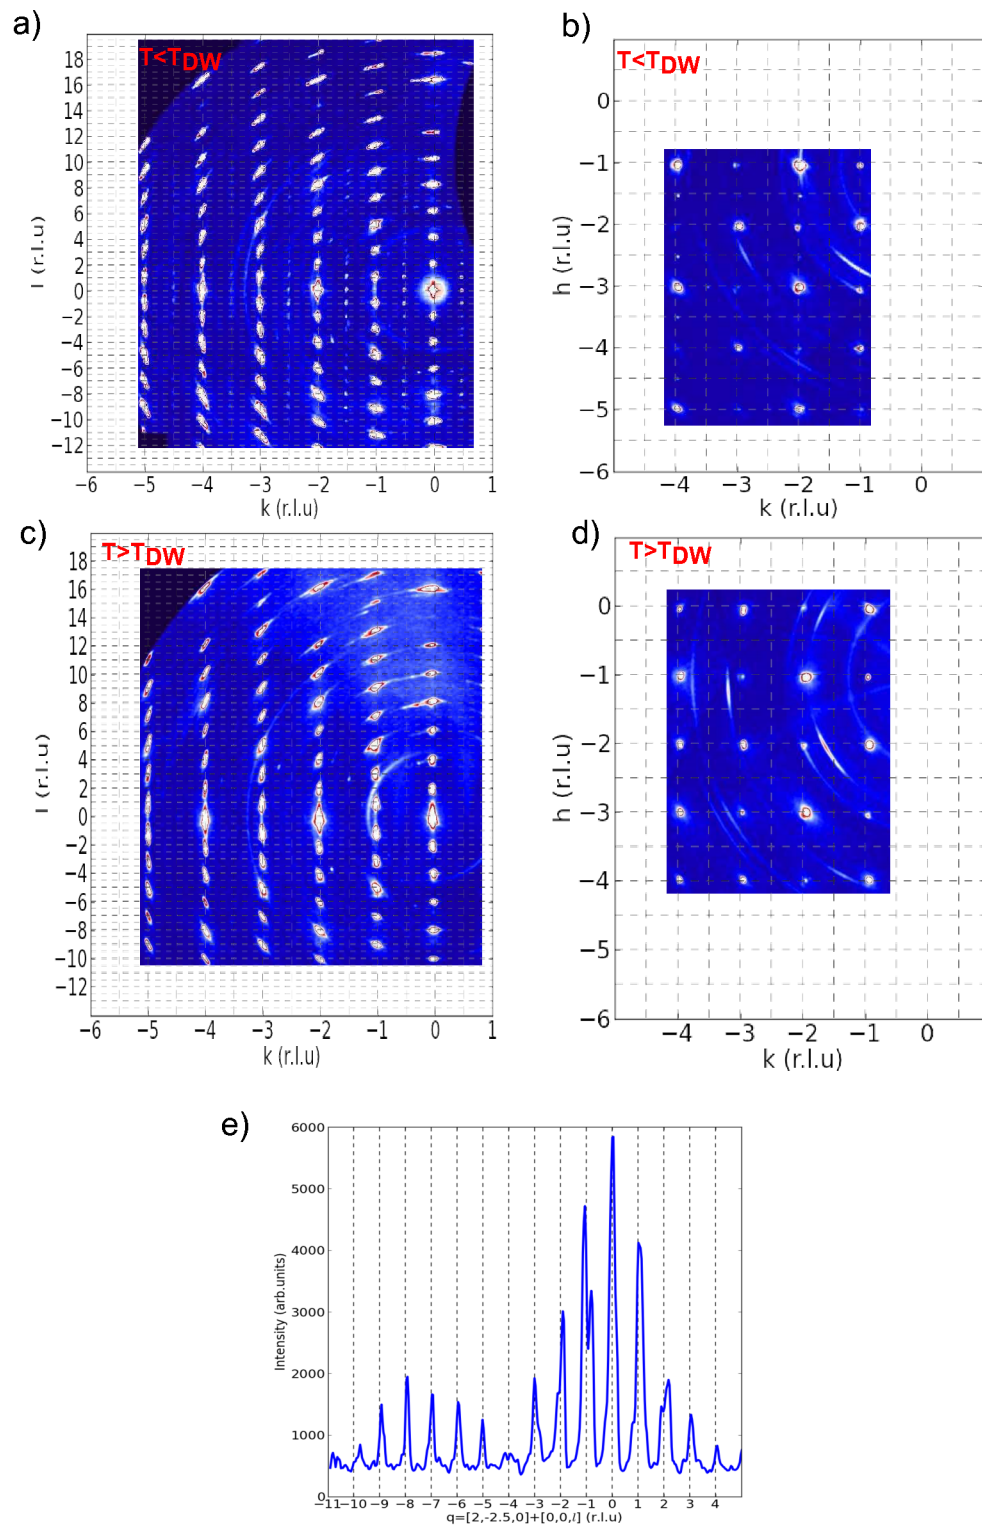 a)
T<T_DW
18
16
14
12
10
8
6
4
2
0
−2
−4
−6
−8
−10
−12
l (r.l.u)
−6 −5 −4 −3 −2 −1 0 1
k (r.l.u)
b)
T<T_DW
0
−1
−2
−3
−4
−5
−6
h (r.l.u)
−4 −3 −2 −1 0
k (r.l.u)
c)
T>T_DW
18
16
14
12
10
8
6
4
2
0
−2
−4
−6
−8
−10
−12
l (r.l.u)
−6 −5 −4 −3 −2 −1 0 1
k (r.l.u)
d)
T>T_DW
0
−1
−2
−3
−4
−5
−6
h (r.l.u)
−4 −3 −2 −1 0
k (r.l.u)
e)
6000
5000
4000
3000
2000
1000
0
Intensity (arb.units)
−11 −10 −9 −8 −7 −6 −5 −4 −3 −2 −1 0 1 2 3 4
q=[2,-2.5,0]+[0,0,l] (r.l.u)